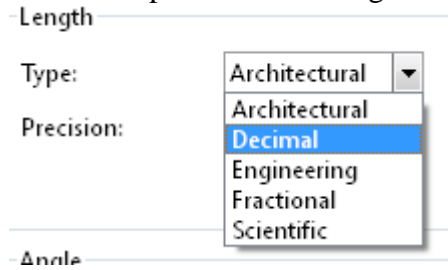 Length
Type:
Architectural
Architectural
Precision:
Decimal
Engineering
Fractional
Scientific
Angle